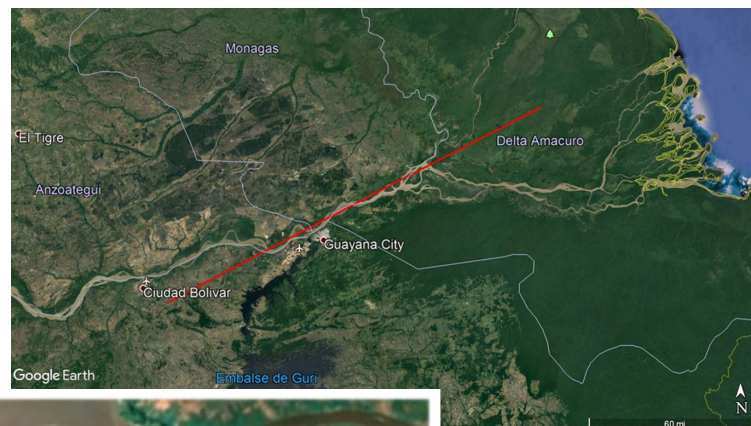 Monagas
El Tigre
Delta Amacuro
Anzoategui
Guayana City
Ciudad Bolivar
Google Earth
Embalse de Guri
N
60 mi